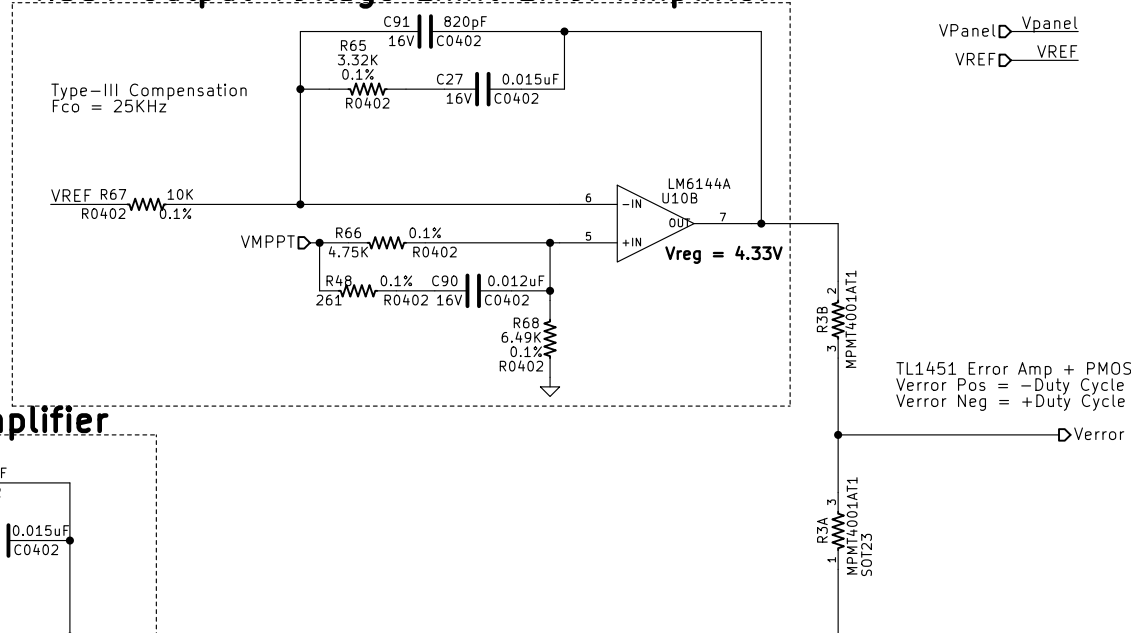 C91 820pF
16V C0402
R65
3.32K
0.1%
R0402
C27 0.015uF
16V C0402
Type-III Compensation
Fco = 25KHz
VPanel Vpanel
VREF VREF
VREF R67 10K
R0402 0.1%
6
-IN
LM6144A
U10B
OUT 7
5
+IN
Vreg = 4.33V
VMPPT
R66 0.1%
4.75K R0402
R48 0.1% C90 0.012uF
261 R0402 16V C0402
R68
6.49K
0.1%
R0402
2
R3B
3
MPMT4001AT1
TL1451 Error Amp + PMOS
Verror Pos = -Duty Cycle
Verror Neg = +Duty Cycle
Verror
plifier
F
0.015uF
C0402
3
R3A
1
MPMT4001AT1
SOT23